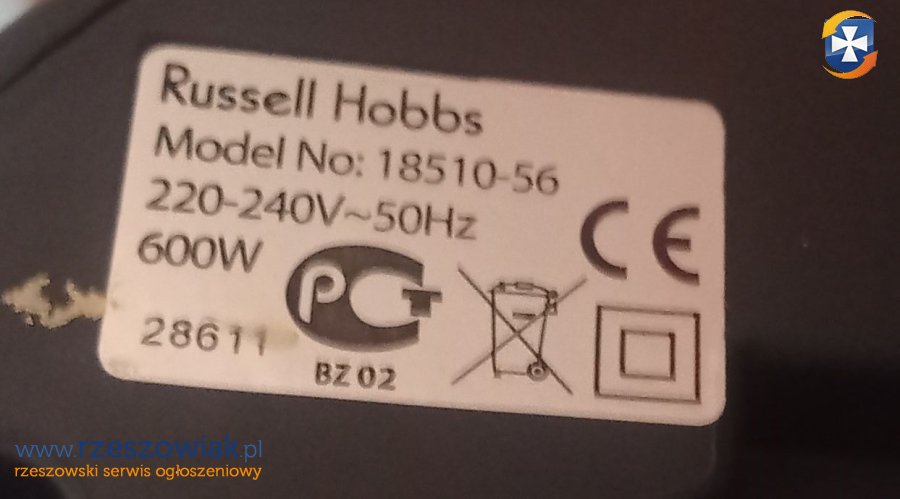 Russell Hobbs
Model No: 18510-56
220-240V~50Hz
600W
PCT
CE
28611
BZ 02
www.rzeszowiak.pl
rzeszowski serwis ogłoszeniowy